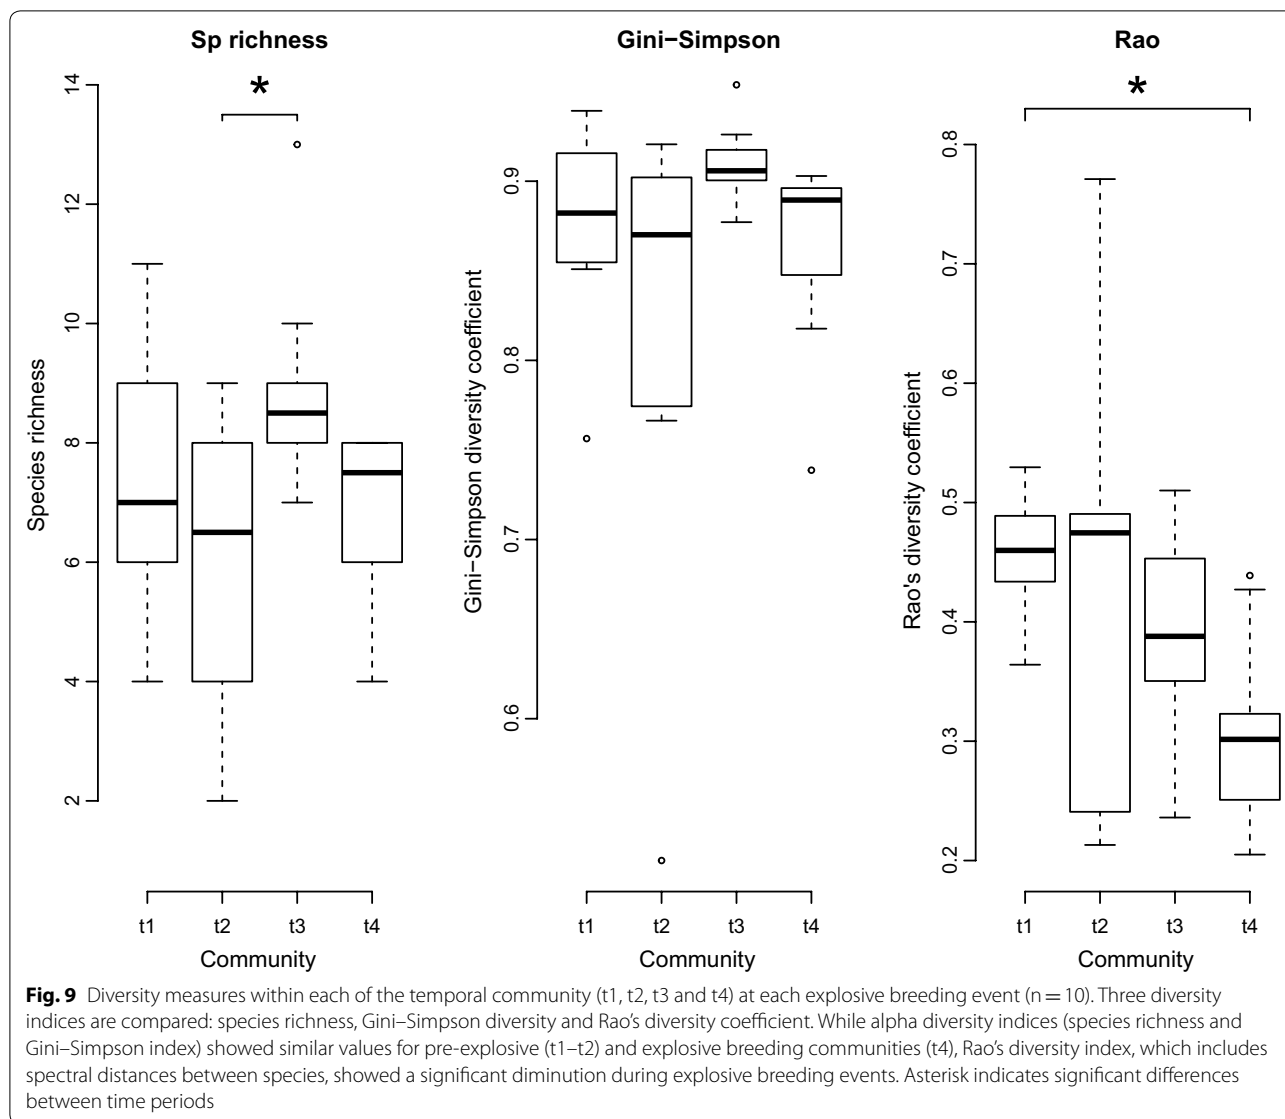 Sp richness
Gini−Simpson
Rao
*
*
14
12
10
8
6
4
2
Species richness
t1 t2 t3 t4
Community
0.9
0.8
0.7
0.6
Gini−Simpson diversity coefficient
t1 t2 t3 t4
Community
0.8
0.7
0.6
0.5
0.4
0.3
0.2
Rao's diversity coefficient
t1 t2 t3 t4
Community
Fig. 9 Diversity measures within each of the temporal community (t1, t2, t3 and t4) at each explosive breeding event (n = 10). Three diversity
indices are compared: species richness, Gini–Simpson diversity and Rao’s diversity coefficient. While alpha diversity indices (species richness and
Gini–Simpson index) showed similar values for pre-explosive (t1–t2) and explosive breeding communities (t4), Rao’s diversity index, which includes
spectral distances between species, showed a significant diminution during explosive breeding events. Asterisk indicates significant differences
between time periods